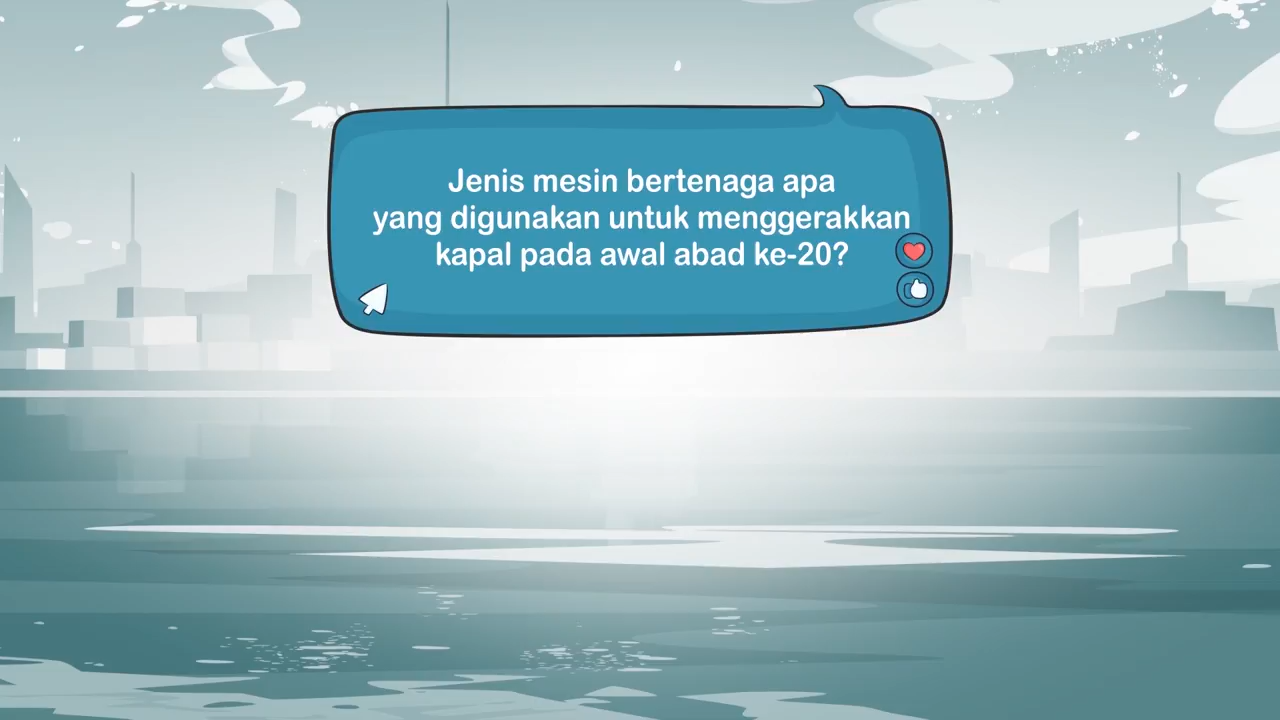 Jenis mesin bertenaga apa
yang digunakan untuk menggerakkan
kapal pada awal abad ke-20?